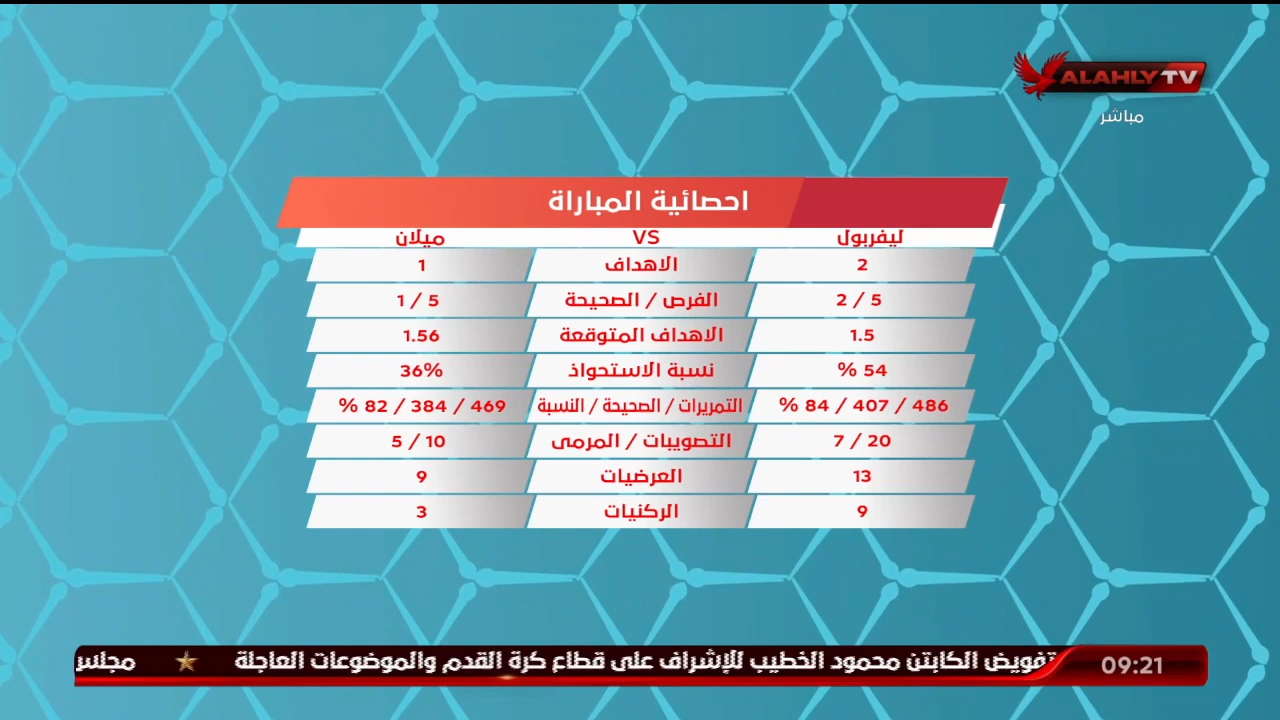 ALAHLY TV
مباشر
احصائية المباراة
ليفربول VS ميلان
2 الاهداف 1
2 / 5 الفرص / الصحيحة 1 / 5
1.5 الاهداف المتوقعة 1.56
% 54 نسبة الاستحواذ 36%
% 84 / 407 / 486 التمريرات / الصحيحة / النسبة % 82 / 384 / 469
7 / 20 التصويبات / المرمى 5 / 10
13 العرضيات 9
9 الركنيات 3
09:21 تفويض الكابتن محمود الخطيب للإشراف على قطاع كرة القدم والموضوعات العاجلة مجلس